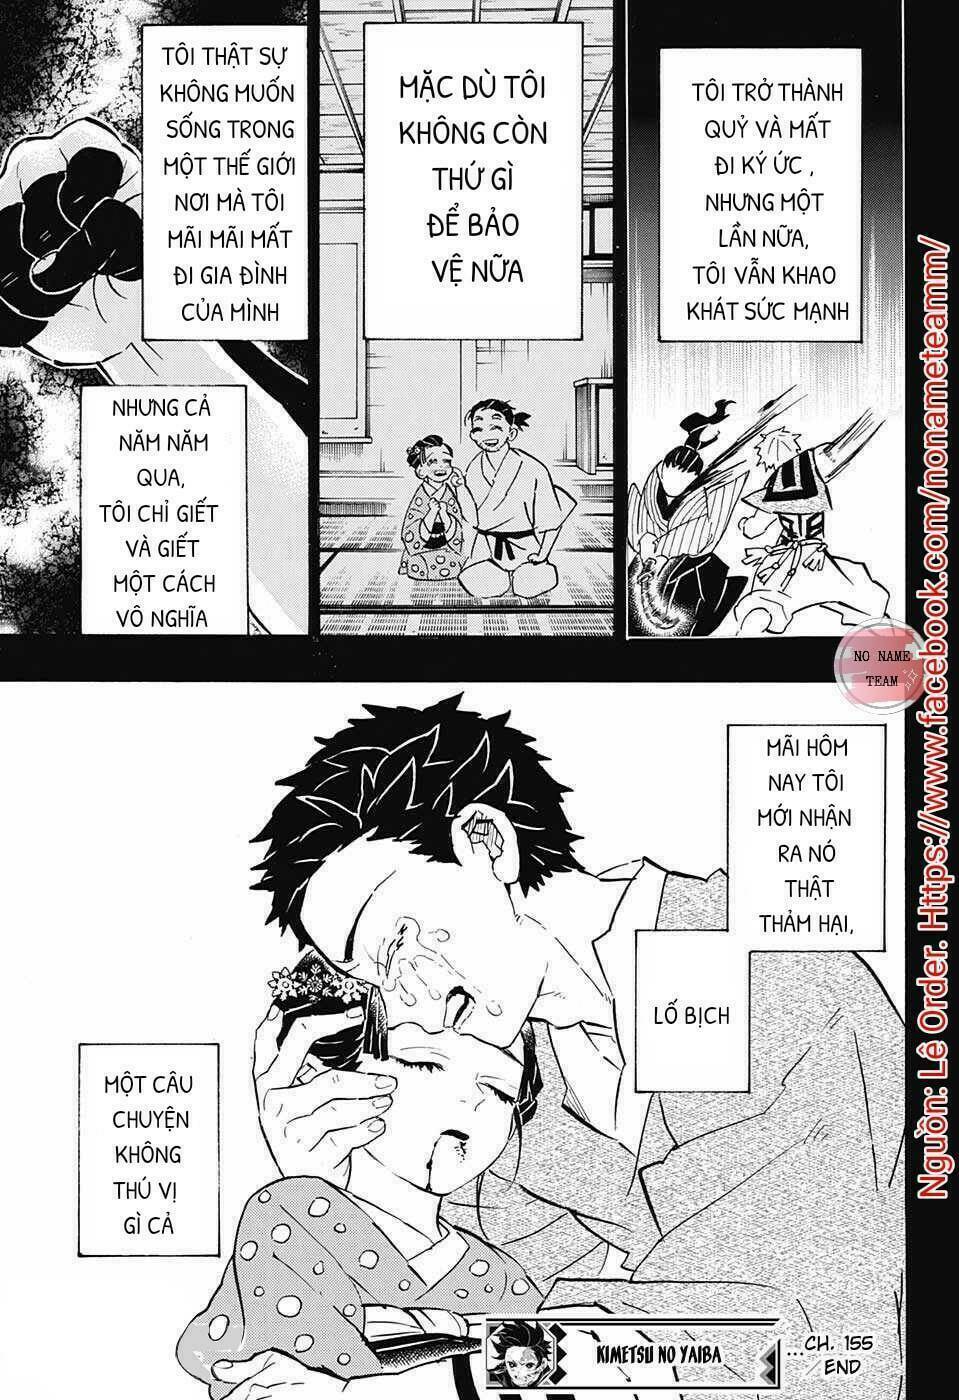 TÔI TRỞ THÀNH
QUỶ VÀ MẤT
ĐI KÝ ỨC ,
NHƯNG MỘT
LẦN NỮA,
TÔI VẪN KHAO
KHÁT SỨC MẠNH
MẶC DÙ TÔI
KHÔNG CÒN
THỨ GÌ
ĐỂ BẢO
VỆ NỮA
TÔI THẬT SỰ
KHÔNG MUỐN
SỐNG TRONG
MỘT THẾ GIỚI
NƠI MÀ TÔI
MÃI MÃI MẤT
ĐI GIA ĐÌNH
CỦA MÌNH
NHƯNG CẢ
NĂM NĂM
QUA,
TÔI CHỈ GIẾT
VÀ GIẾT
MỘT CÁCH
VÔ NGHĨA
NO NAME
TEAM
MÃI HÔM
NAY TÔI
MỚI NHẬN
RA NÓ
THẬT
THẢM HẠI,
LỐ BỊCH
MỘT CÂU
CHUYỆN
KHÔNG
THÚ VỊ
GÌ CẢ
KIMETSU NO YAIBA
...CH. 155
END
Nguồn: Lê Order. Https://www.facebook.com/nonameteamm/